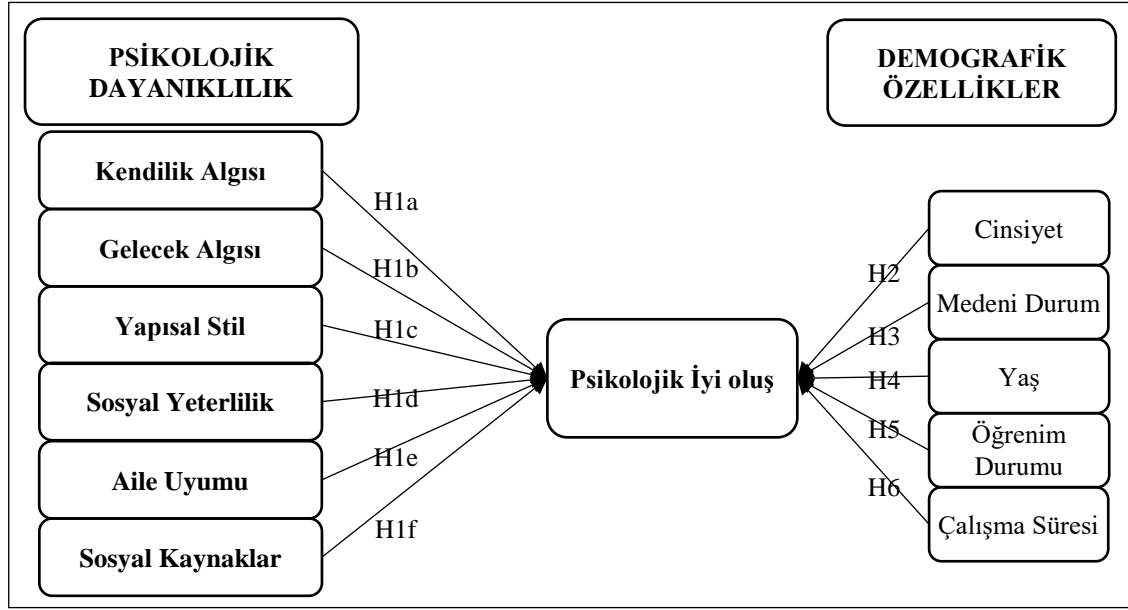 PSİKOLOJİK
DAYANIKLILIK
Kendilik Algısı
Gelecek Algısı
Yapısal Stil
Sosyal Yeterlilik
Aile Uyumu
Sosyal Kaynaklar
H1a
H1b
H1c
H1d
H1e
H1f
Psikolojik İyi oluş
H2
H3
H4
H5
H6
DEMOGRAFİK
ÖZELLİKLER
Cinsiyet
Medeni Durum
Yaş
Öğrenim
Durumu
Çalışma Süresi